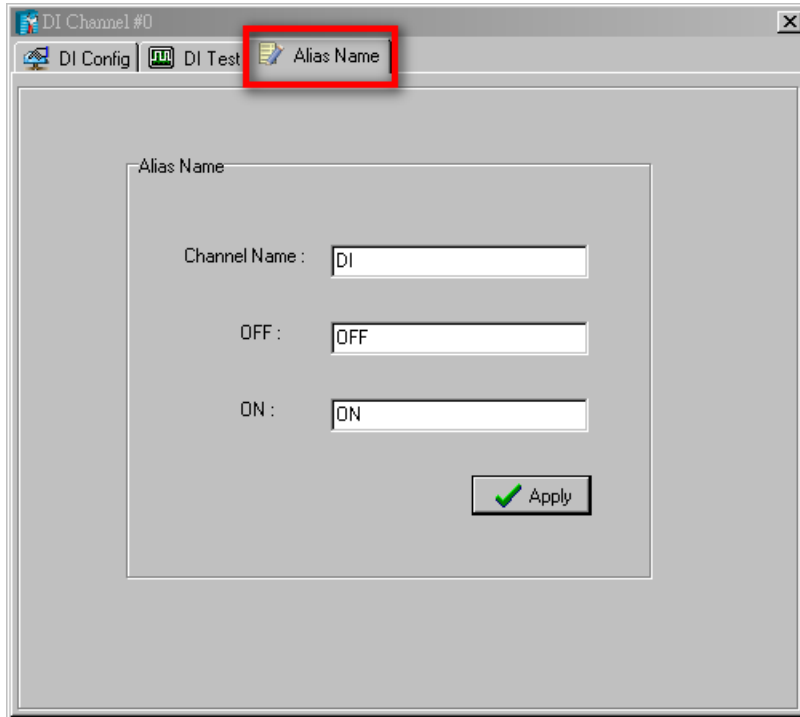 DI Channel #0
DI Config DI Test Alias Name
Alias Name
Channel Name : DI
OFF : OFF
ON : ON
Apply